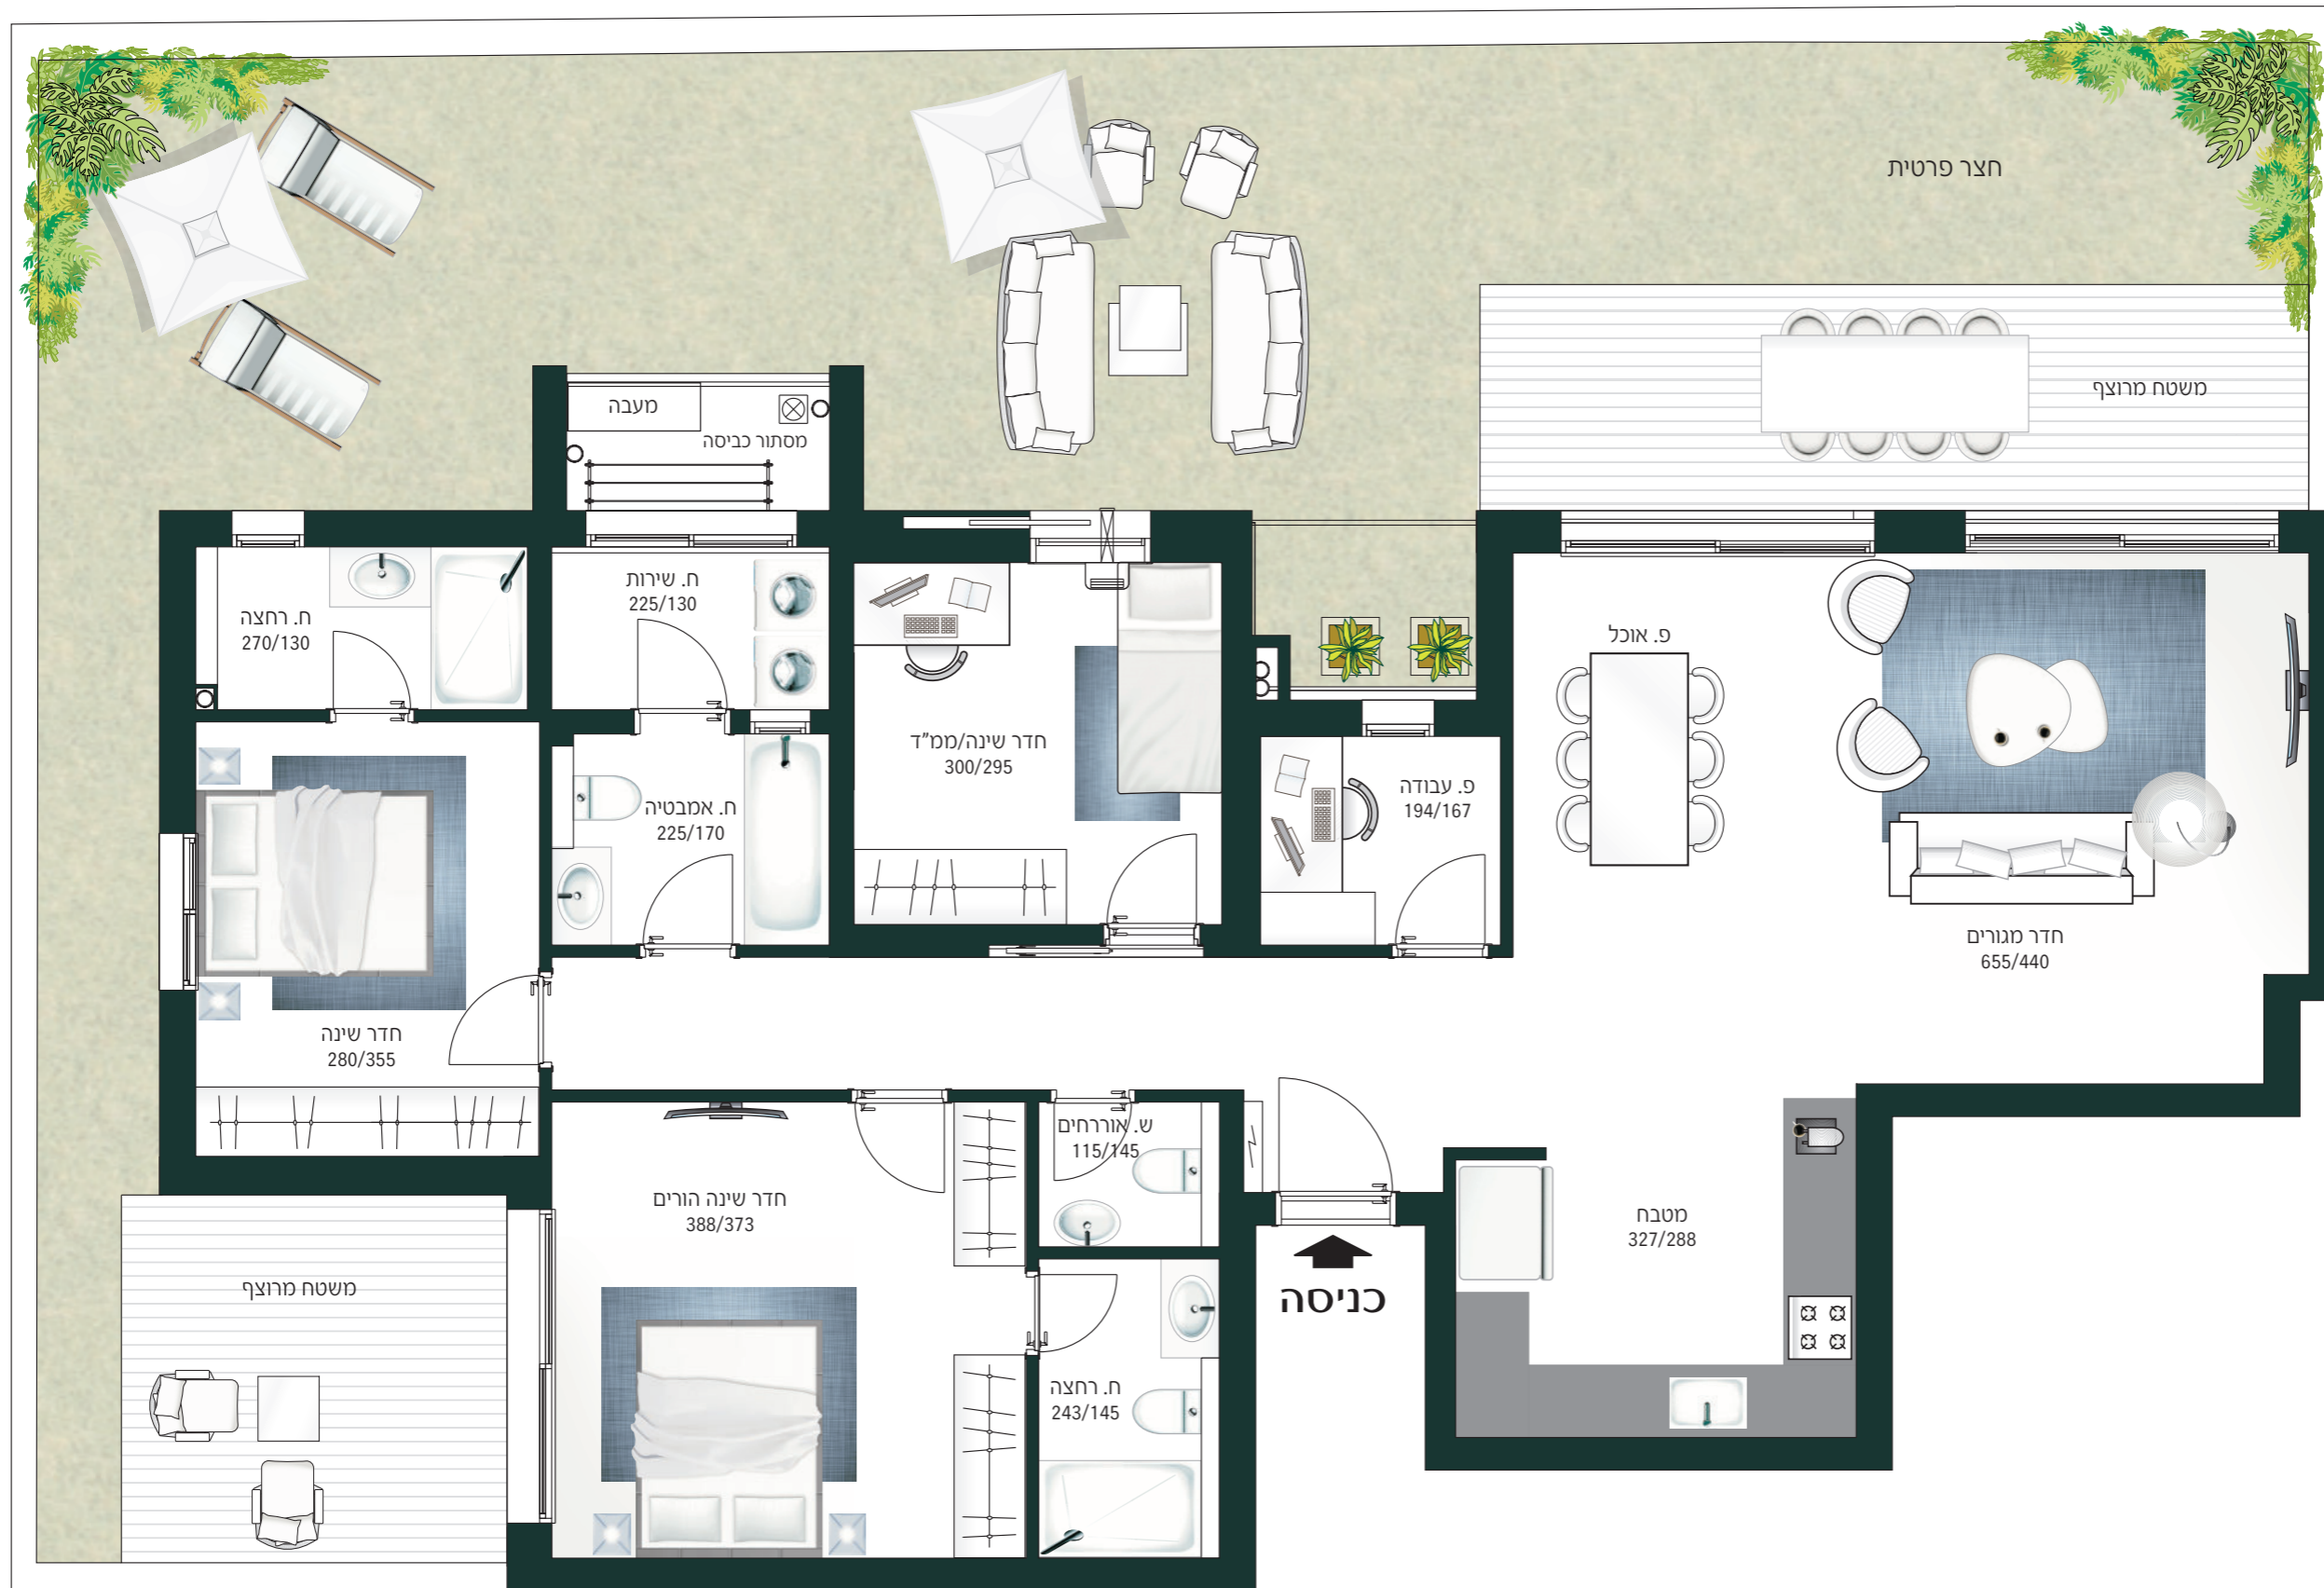 חצר פרטית
משטח מרוצף
מעבה
מסתור כביסה
ח. שירות
225/130
ח. רחצה
270/130
פ. אוכל
חדר שינה/ממ"ד
300/295
פ. עבודה
194/167
ח. אמבטיה
225/170
חדר מגורים
655/440
חדר שינה
280/355
ש. אוררחים
115/145
חדר שינה הורים
388/373
מטבח
327/288
כניסה
משטח מרוצף
ח. רחצה
243/145